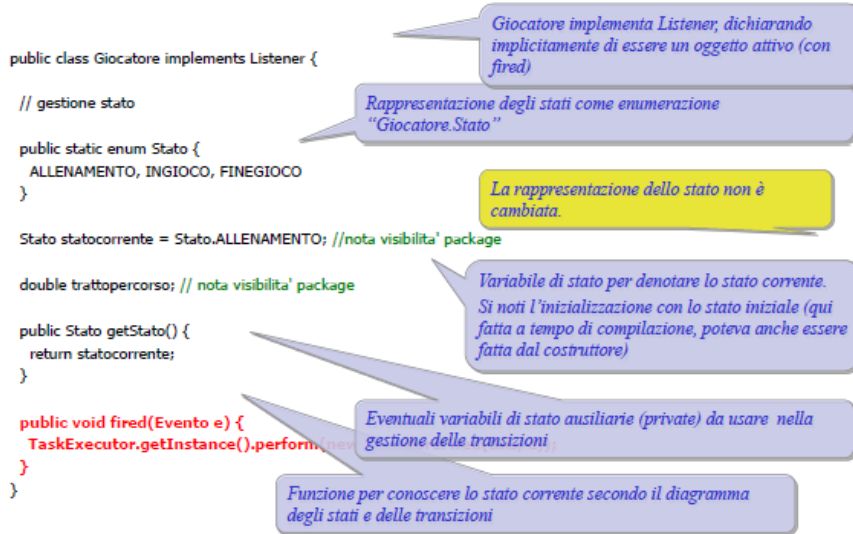 Giocatore implementa Listener, dichiarando
implicitamente di essere un oggetto attivo (con
fired)
public class Giocatore implements Listener {
// gestione stato
Rappresentazione degli stati come enumerazione
“Giocatore.Stato”
public static enum Stato {
ALLENAMENTO, INGIOCO, FINEGIOCO
}
La rappresentazione dello stato non è
cambiata.
Stato statocorrente = Stato.ALLENAMENTO; //nota visibilita' package
double trattopercorso; // nota visibilita' package
Variabile di stato per denotare lo stato corrente.
Si noti l’inizializzazione con lo stato iniziale (qui
fatta a tempo di compilazione, poteva anche essere
fatta dal costruttore)
public Stato getStato() {
return statocorrente;
}
Eventuali variabili di stato ausiliarie (private) da usare nella
gestione delle transizioni
public void fired(Evento e) {
TaskExecutor.getInstance().perform(new
}
}
Funzione per conoscere lo stato corrente secondo il diagramma
degli stati e delle transizioni